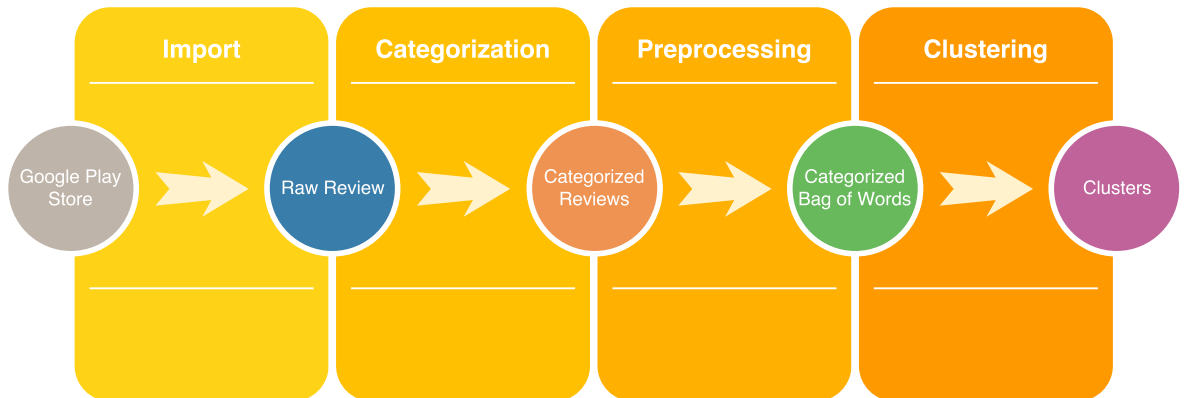 Import
Categorization
Preprocessing
Clustering
Google Play
Store
Raw Review
Categorized
Reviews
Categorized
Bag of Words
Clusters